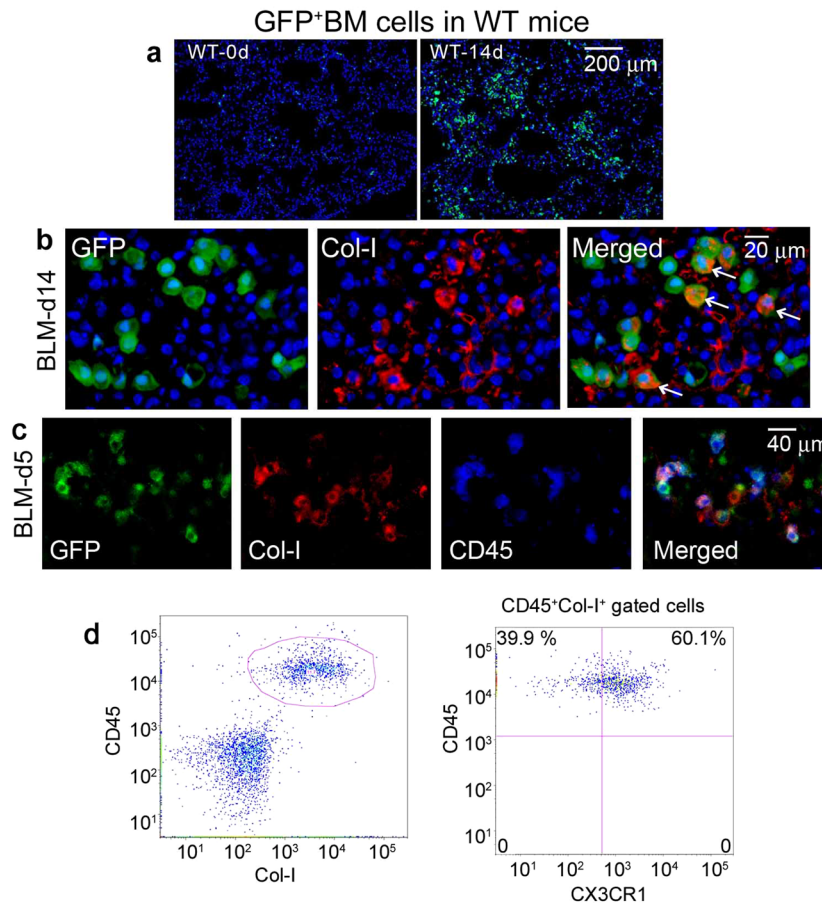 GFP⁺BM cells in WT mice
a
WT-0d
WT-14d
200 µm
b
BLM-d14
GFP
Col-I
Merged
20 µm
c
BLM-d5
GFP
Col-I
CD45
Merged
40 µm
d
CD45
10⁵
10⁴
10³
10²
10¹
10¹ 10² 10³ 10⁴ 10⁵
Col-I
CD45⁺Col-I⁺ gated cells
39.9 % 60.1%
CD45
10⁵
10⁴
10³
10²
10¹
0 0
10¹ 10² 10³ 10⁴ 10⁵
CX3CR1